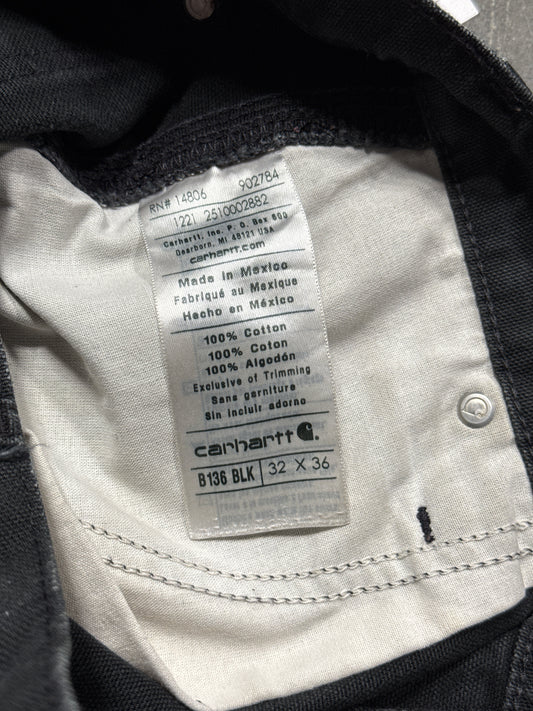 RN# 14806 902784
1221 2510002882
Carhartt, Inc. P. O. Box 600
Dearborn, MI 48121 USA
carhartt.com
Made in Mexico
Fabriqué au Mexique
Hecho en México
100% Cotton
100% Coton
100% Algodón
Exclusive of Trimming
Sans garniture
Sin incluir adorno
carhartt
B136 BLK 32 X 36